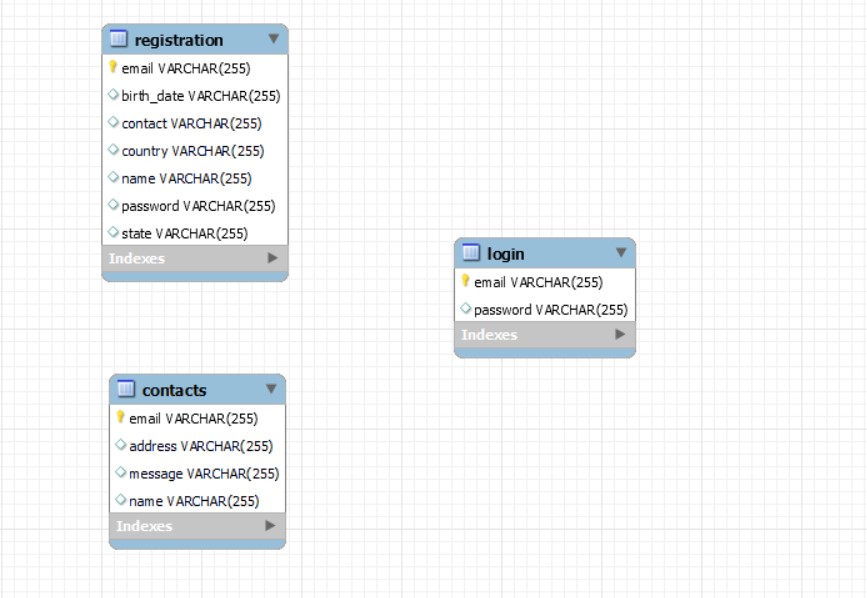 registration
email VARCHAR(255)
birth_date VARCHAR(255)
contact VARCHAR(255)
country VARCHAR(255)
name VARCHAR(255)
password VARCHAR(255)
state VARCHAR(255)
Indexes
login
email VARCHAR(255)
password VARCHAR(255)
Indexes
contacts
email VARCHAR(255)
address VARCHAR(255)
message VARCHAR(255)
name VARCHAR(255)
Indexes